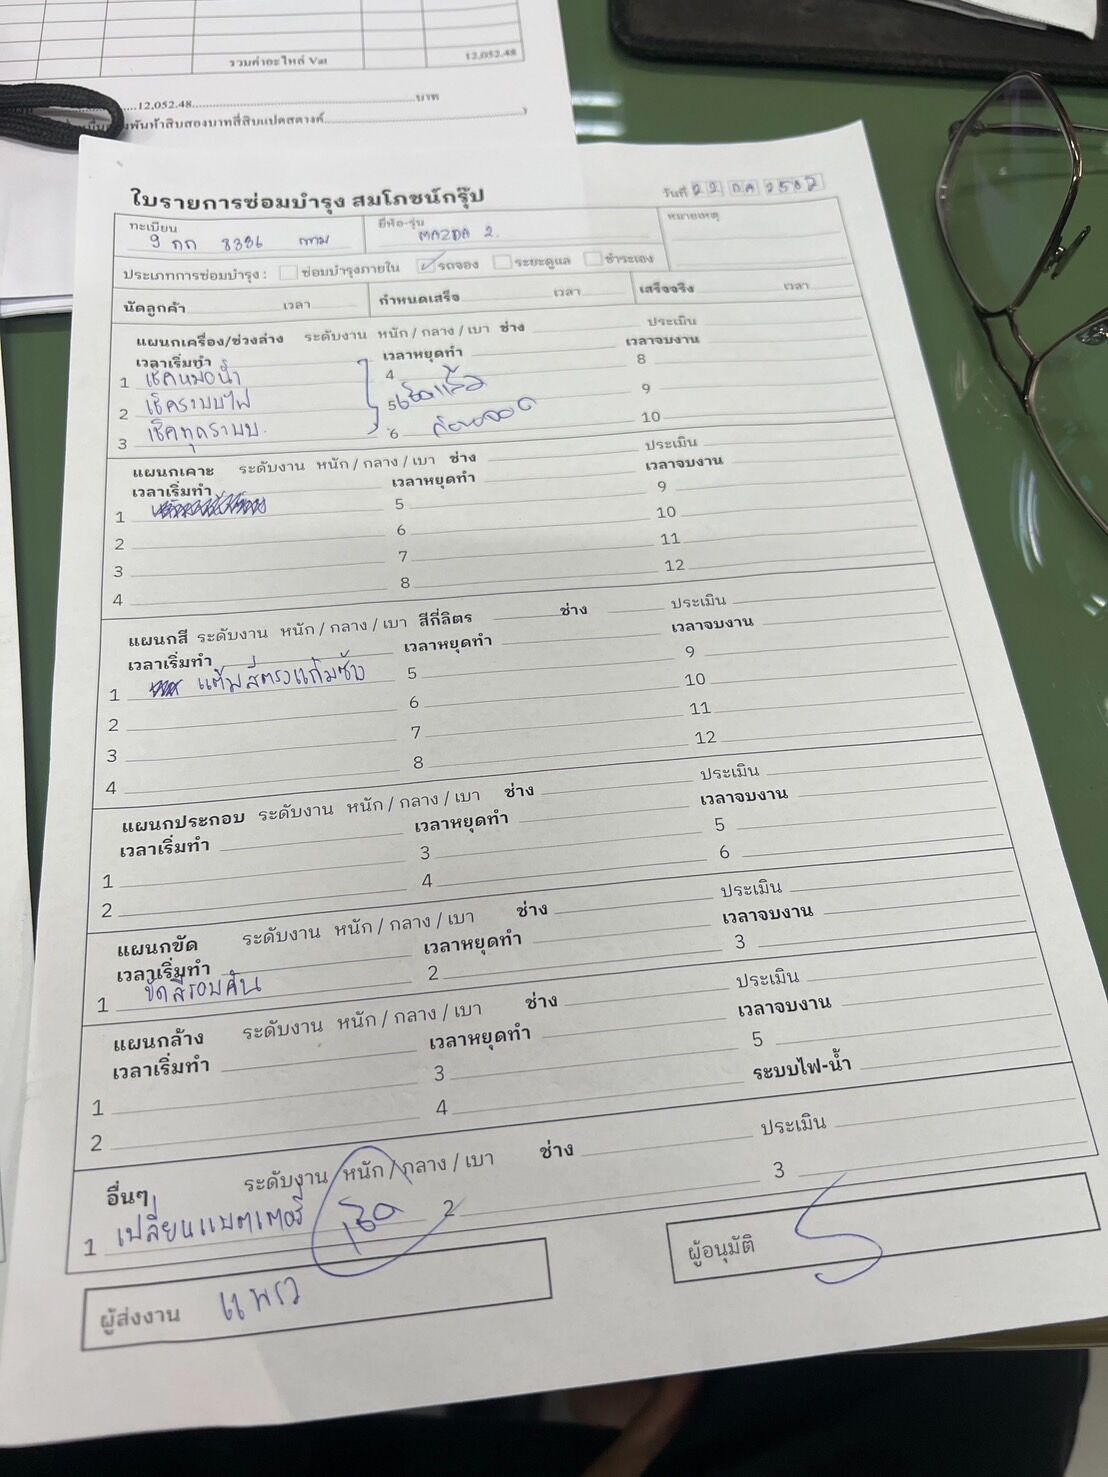 รวมค่าอะไหล่ Vat 12,052.48
12,052.48 บาท
พันห้าสิบสองบาทสี่สิบแปดสตางค์
ใบรายการซ่อมบำรุง สมโภชน์กรุ๊ป
วันที่ 22
ทะเบียน ยี่ห้อ-รุ่น หมายเหตุ
9 กก 8386 กทม MAZDA 2
ประเภทการซ่อมบำรุง : ซ่อมบำรุงภายใน ✓ รถจอง ระยะดูแล ชำระเอง
นัดลูกค้า เวลา กำหนดเสร็จ เวลา เสร็จจริง เวลา
แผนกเครื่อง/ช่วงล่าง ระดับงาน หนัก / กลาง / เบา ช่าง ประเมิน
เวลาเริ่มทำ เวลาหยุดทำ เวลาจบงาน
1 เช็คหม้อน้ำ 4 8
2 เช็คระบบไฟ 5 9
3 เช็คทุกระบบ 6 10
แผนกเคาะ ระดับงาน หนัก / กลาง / เบา ช่าง ประเมิน
เวลาเริ่มทำ เวลาหยุดทำ เวลาจบงาน
1 5 9
2 6 10
3 7 11
4 8 12
แผนกสี ระดับงาน หนัก / กลาง / เบา สีกี่ลิตร ช่าง ประเมิน
เวลาเริ่มทำ เวลาหยุดทำ เวลาจบงาน
1 แต้มสีตรงแก้มซ้าย 5 9
2 6 10
3 7 11
4 8 12
แผนกประกอบ ระดับงาน หนัก / กลาง / เบา ช่าง ประเมิน
เวลาเริ่มทำ เวลาหยุดทำ เวลาจบงาน
1 3 5
2 4 6
แผนกขัด ระดับงาน หนัก / กลาง / เบา ช่าง ประเมิน
เวลาเริ่มทำ เวลาหยุดทำ เวลาจบงาน
1 ขัดสีรอบคัน 2 3
แผนกล้าง ระดับงาน หนัก / กลาง / เบา ช่าง ประเมิน
เวลาเริ่มทำ เวลาหยุดทำ เวลาจบงาน
1 3 5
2 4 ระบบไฟ-น้ำ
อื่นๆ ระดับงาน หนัก / กลาง / เบา ช่าง ประเมิน
1 เปลี่ยนแบตเตอรี่ เช็ค 2 3
ผู้ส่งงาน แพรว ผู้อนุมัติ